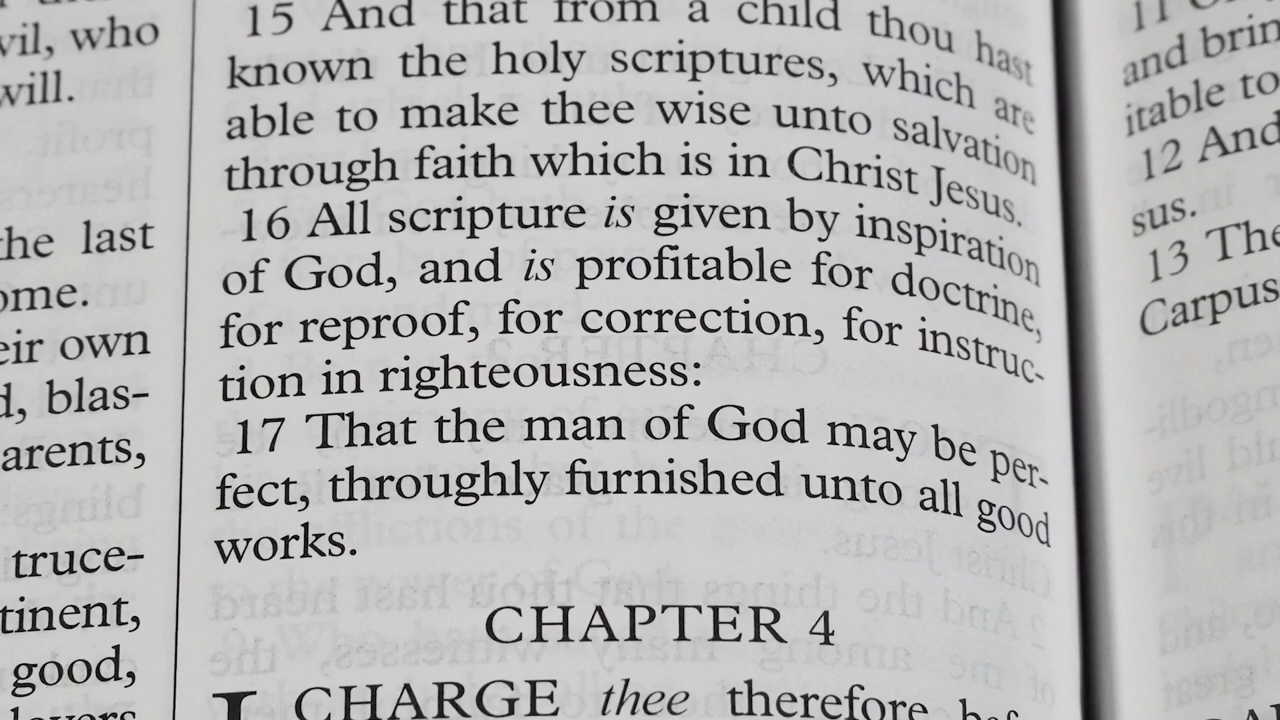 vil, who
will.
the last
ome.
eir own
d, blas-
arents,
truce-
tinent,
good,
lovers
15 And that from a child thou hast
known the holy scriptures, which are
able to make thee wise unto salvation
through faith which is in Christ Jesus.
16 All scripture is given by inspiration
of God, and is profitable for doctrine,
for reproof, for correction, for instruc-
tion in righteousness:
17 That the man of God may be per-
fect, throughly furnished unto all good
works.
CHAPTER 4
I CHARGE thee therefore bef
11
and brin
itable to
12 And
sus.
13 The
Carpus